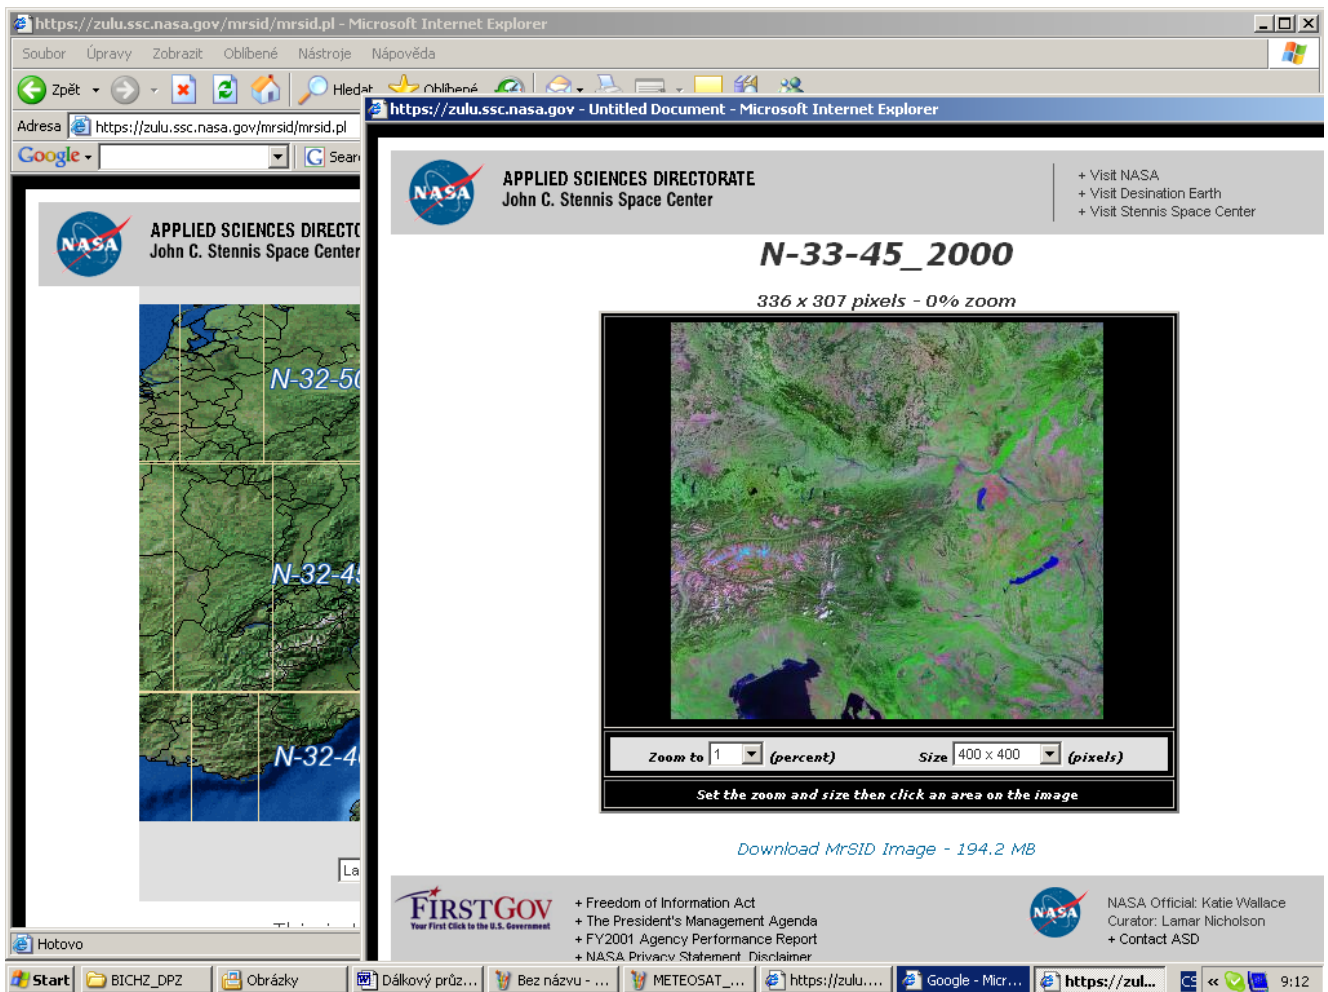 https://zulu.ssc.nasa.gov/mrsid/mrsid.pl - Microsoft Internet Explorer
Soubor Úpravy Zobrazit Oblíbené Nástroje Nápověda
Zpět Hledat Oblíbené
Adresa https://zulu.ssc.nasa.gov/mrsid/mrsid.pl
Google
NASA
APPLIED SCIENCES
John C. Stennis Space Center
N-32-50
N-32-45
Hotovo
https://zulu.ssc.nasa.gov - Untitled Document - Microsoft Internet Explorer
NASA
APPLIED SCIENCES DIRECTORATE
John C. Stennis Space Center
+ Visit NASA
+ Visit Desination Earth
+ Visit Stennis Space Center
N-33-45_2000
336 x 307 pixels - 0% zoom
Zoom to 1 (percent) Size 400 x 400 (pixels)
Set the zoom and size then click an area on the image
Download MrSID Image - 194.2 MB
FIRSTGOV
Your First Click to the U.S. Government
+ Freedom of Information Act
+ The President's Management Agenda
+ FY2001 Agency Performance Report
+ NASA Privacy Statement, Disclaimer
NASA
NASA Official: Katie Wallace
Curator: Lamar Nicholson
+ Contact ASD
Start BICHZ_DPZ Obrázky Dálkový průz... Bez názvu - ... METEOSAT_... https://zulu.... Google - Micr... https://zul... CS « 9:12